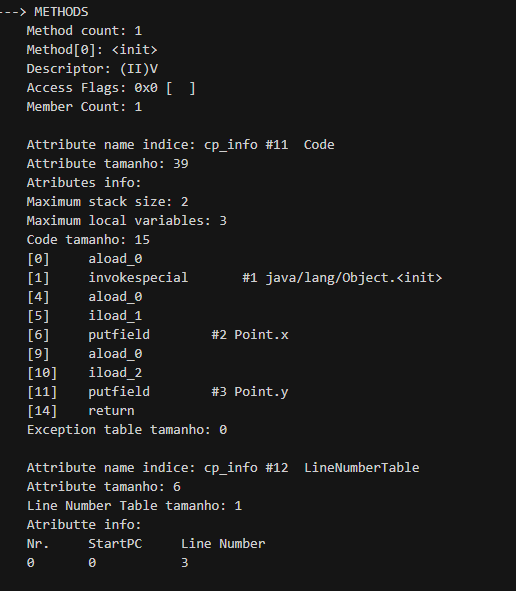 ---> METHODS
Method count: 1
Method[0]: <init>
Descriptor: (II)V
Access Flags: 0x0 [  ]
Member Count: 1
Attribute name indice: cp_info #11  Code
Attribute tamanho: 39
Atributes info:
Maximum stack size: 2
Maximum local variables: 3
Code tamanho: 15
[0]     aload_0
[1]     invokespecial       #1 java/lang/Object.<init>
[4]     aload_0
[5]     iload_1
[6]     putfield        #2 Point.x
[9]     aload_0
[10]    iload_2
[11]    putfield        #3 Point.y
[14]    return
Exception table tamanho: 0
Attribute name indice: cp_info #12  LineNumberTable
Attribute tamanho: 6
Line Number Table tamanho: 1
Atributte info:
Nr.     StartPC     Line Number
0       0           3